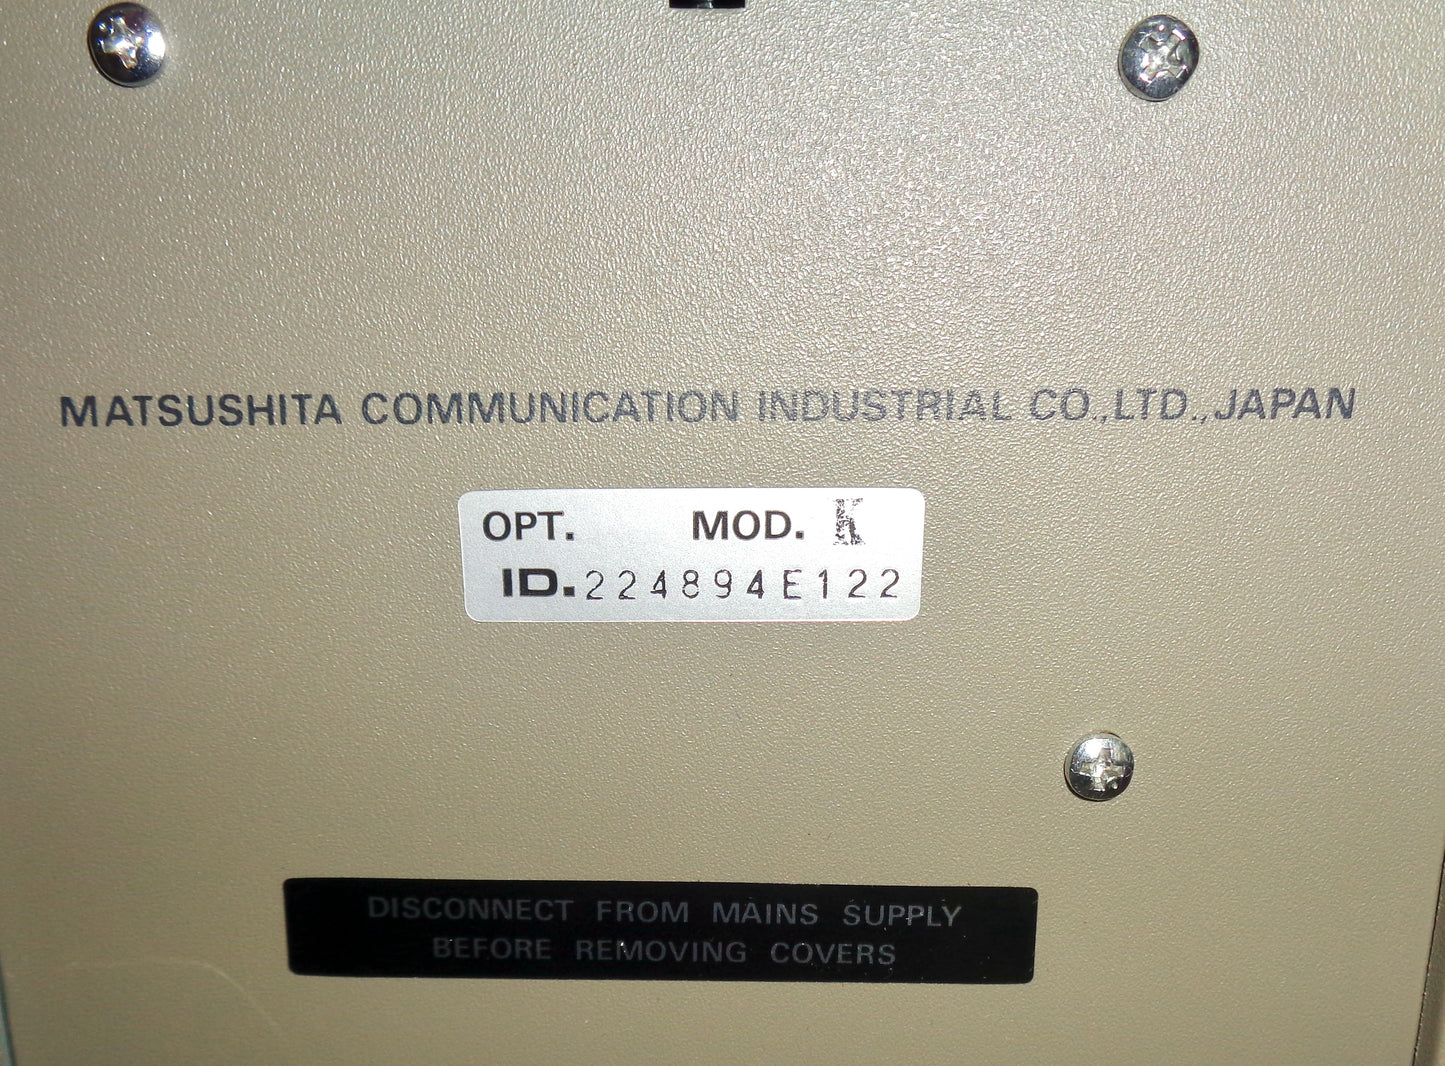 MATSUSHITA COMMUNICATION INDUSTRIAL CO.,LTD.,JAPAN
OPT. MOD. K
ID. 224894E122
DISCONNECT FROM MAINS SUPPLY
BEFORE REMOVING COVERS